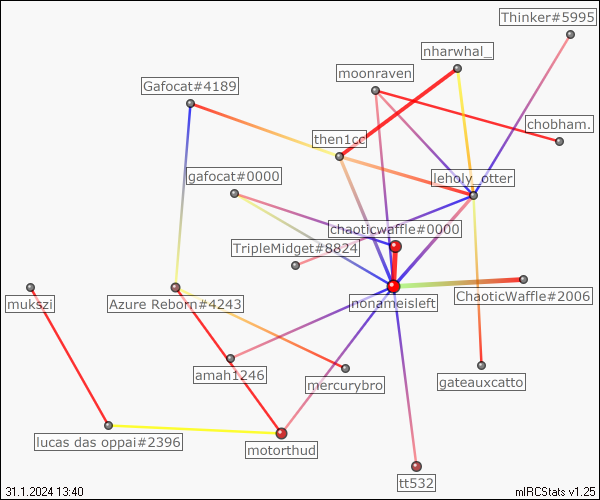 Thinker#5995
nharwhal_
moonraven
Gafocat#4189
chobham.
then1cc
gafocat#0000
leholy_otter
chaoticwaffle#0000
TripleMidget#8824
mukszi
Azure Reborn#4243
nonameisleft
ChaoticWaffle#2006
amah1246
mercurybro
gateauxcatto
lucas das oppai#2396
motorthud
tt532
31.1.2024 13:40
mIRCStats v1.25